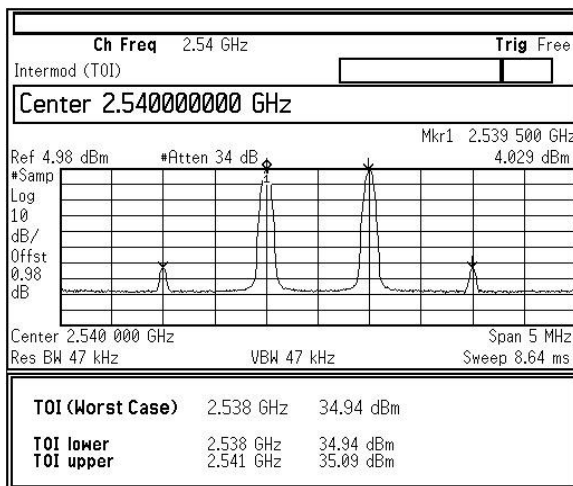 Ch Freq 2.54 GHz Trig Free
Intermod (TOI)
Center 2.540000000 GHz
Mkr1 2.539 500 GHz
Ref 4.98 dBm #Atten 34 dB 4.029 dBm
#Samp
Log
10
dB/
Offst
0.98
dB
1
Center 2.540 000 GHz Span 5 MHz
Res BW 47 kHz VBW 47 kHz Sweep 8.64 ms
TOI (Worst Case) 2.538 GHz 34.94 dBm
TOI lower 2.538 GHz 34.94 dBm
TOI upper 2.541 GHz 35.09 dBm